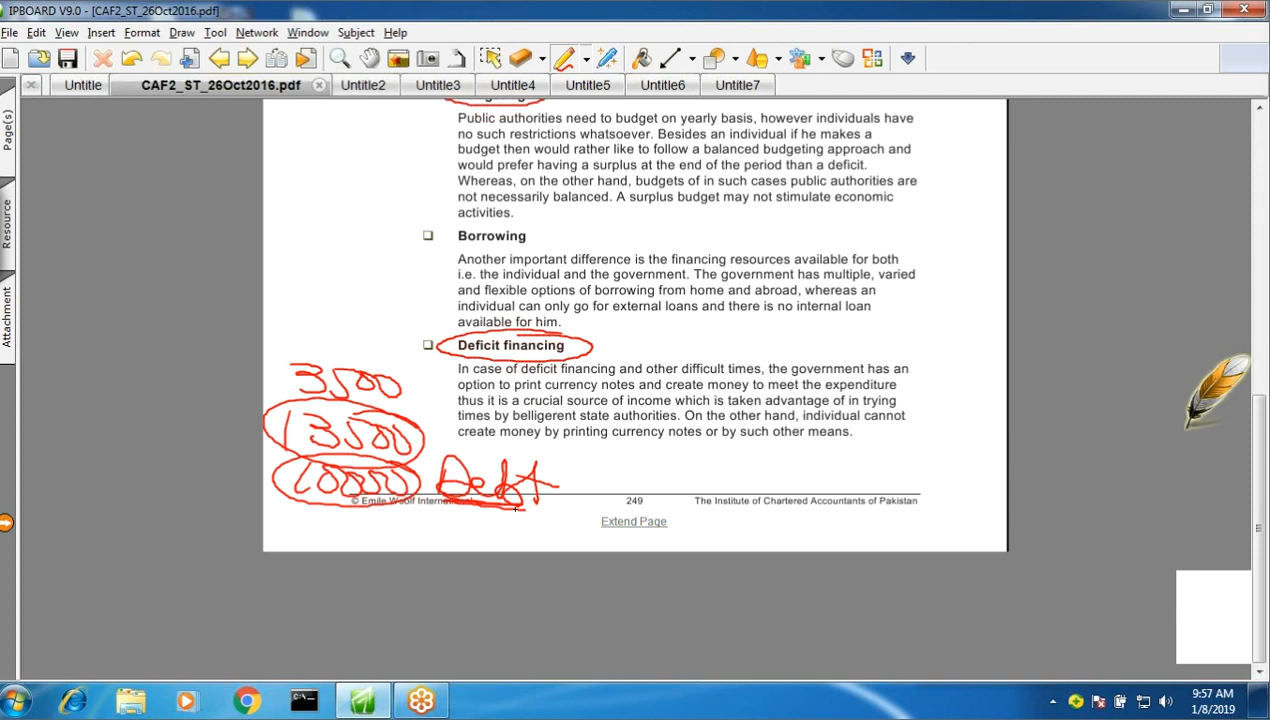 IPBOARD V9.0 - [CAF2_ST_26Oct2016.pdf]
File Edit View Insert Format Draw Tool Network Window Subject Help
Untitle CAF2_ST_26Oct2016.pdf Untitle2 Untitle3 Untitle4 Untitle5 Untitle6 Untitle7
Page(s)
Resource
Attachment
Public authorities need to budget on yearly basis, however individuals have
no such restrictions whatsoever. Besides an individual if he makes a
budget then would rather like to follow a balanced budgeting approach and
would prefer having a surplus at the end of the period than a deficit.
Whereas, on the other hand, budgets of in such cases public authorities are
not necessarily balanced. A surplus budget may not stimulate economic
activities.
❑ Borrowing
Another important difference is the financing resources available for both
i.e. the individual and the government. The government has multiple, varied
and flexible options of borrowing from home and abroad, whereas an
individual can only go for external loans and there is no internal loan
available for him.
❑ Deficit financing
In case of deficit financing and other difficult times, the government has an
option to print currency notes and create money to meet the expenditure
thus it is a crucial source of income which is taken advantage of in trying
times by belligerent state authorities. On the other hand, individual cannot
create money by printing currency notes or by such other means.
3500
13500
10000 Debt
© Emile Woolf International 249 The Institute of Chartered Accountants of Pakistan
Extend Page
9:57 AM
1/8/2019